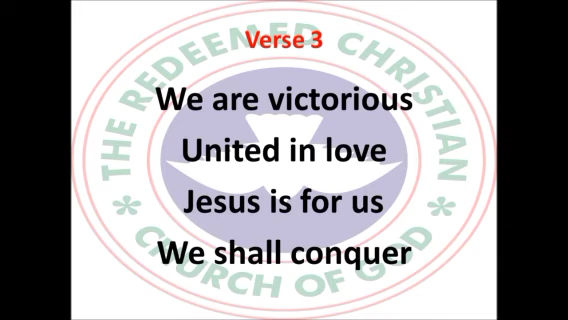 Verse 3
We are victorious
United in love
Jesus is for us
We shall conquer
THE REDEEMED CHRISTIAN
CHURCH OF GOD